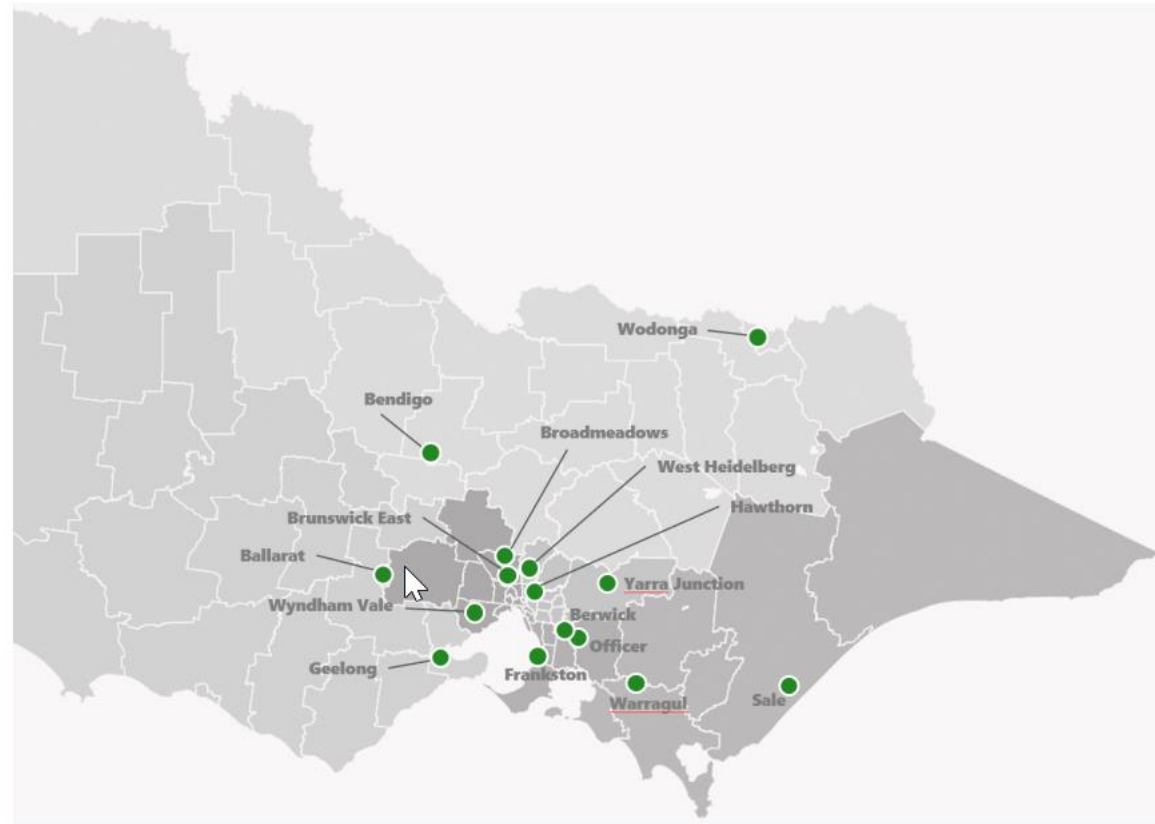 Wodonga
Bendigo
Broadmeadows
West Heidelberg
Hawthorn
Brunswick East
Ballarat
Yarra Junction
Wyndham Vale
Berwick
Officer
Geelong
Frankston
Warragul
Sale